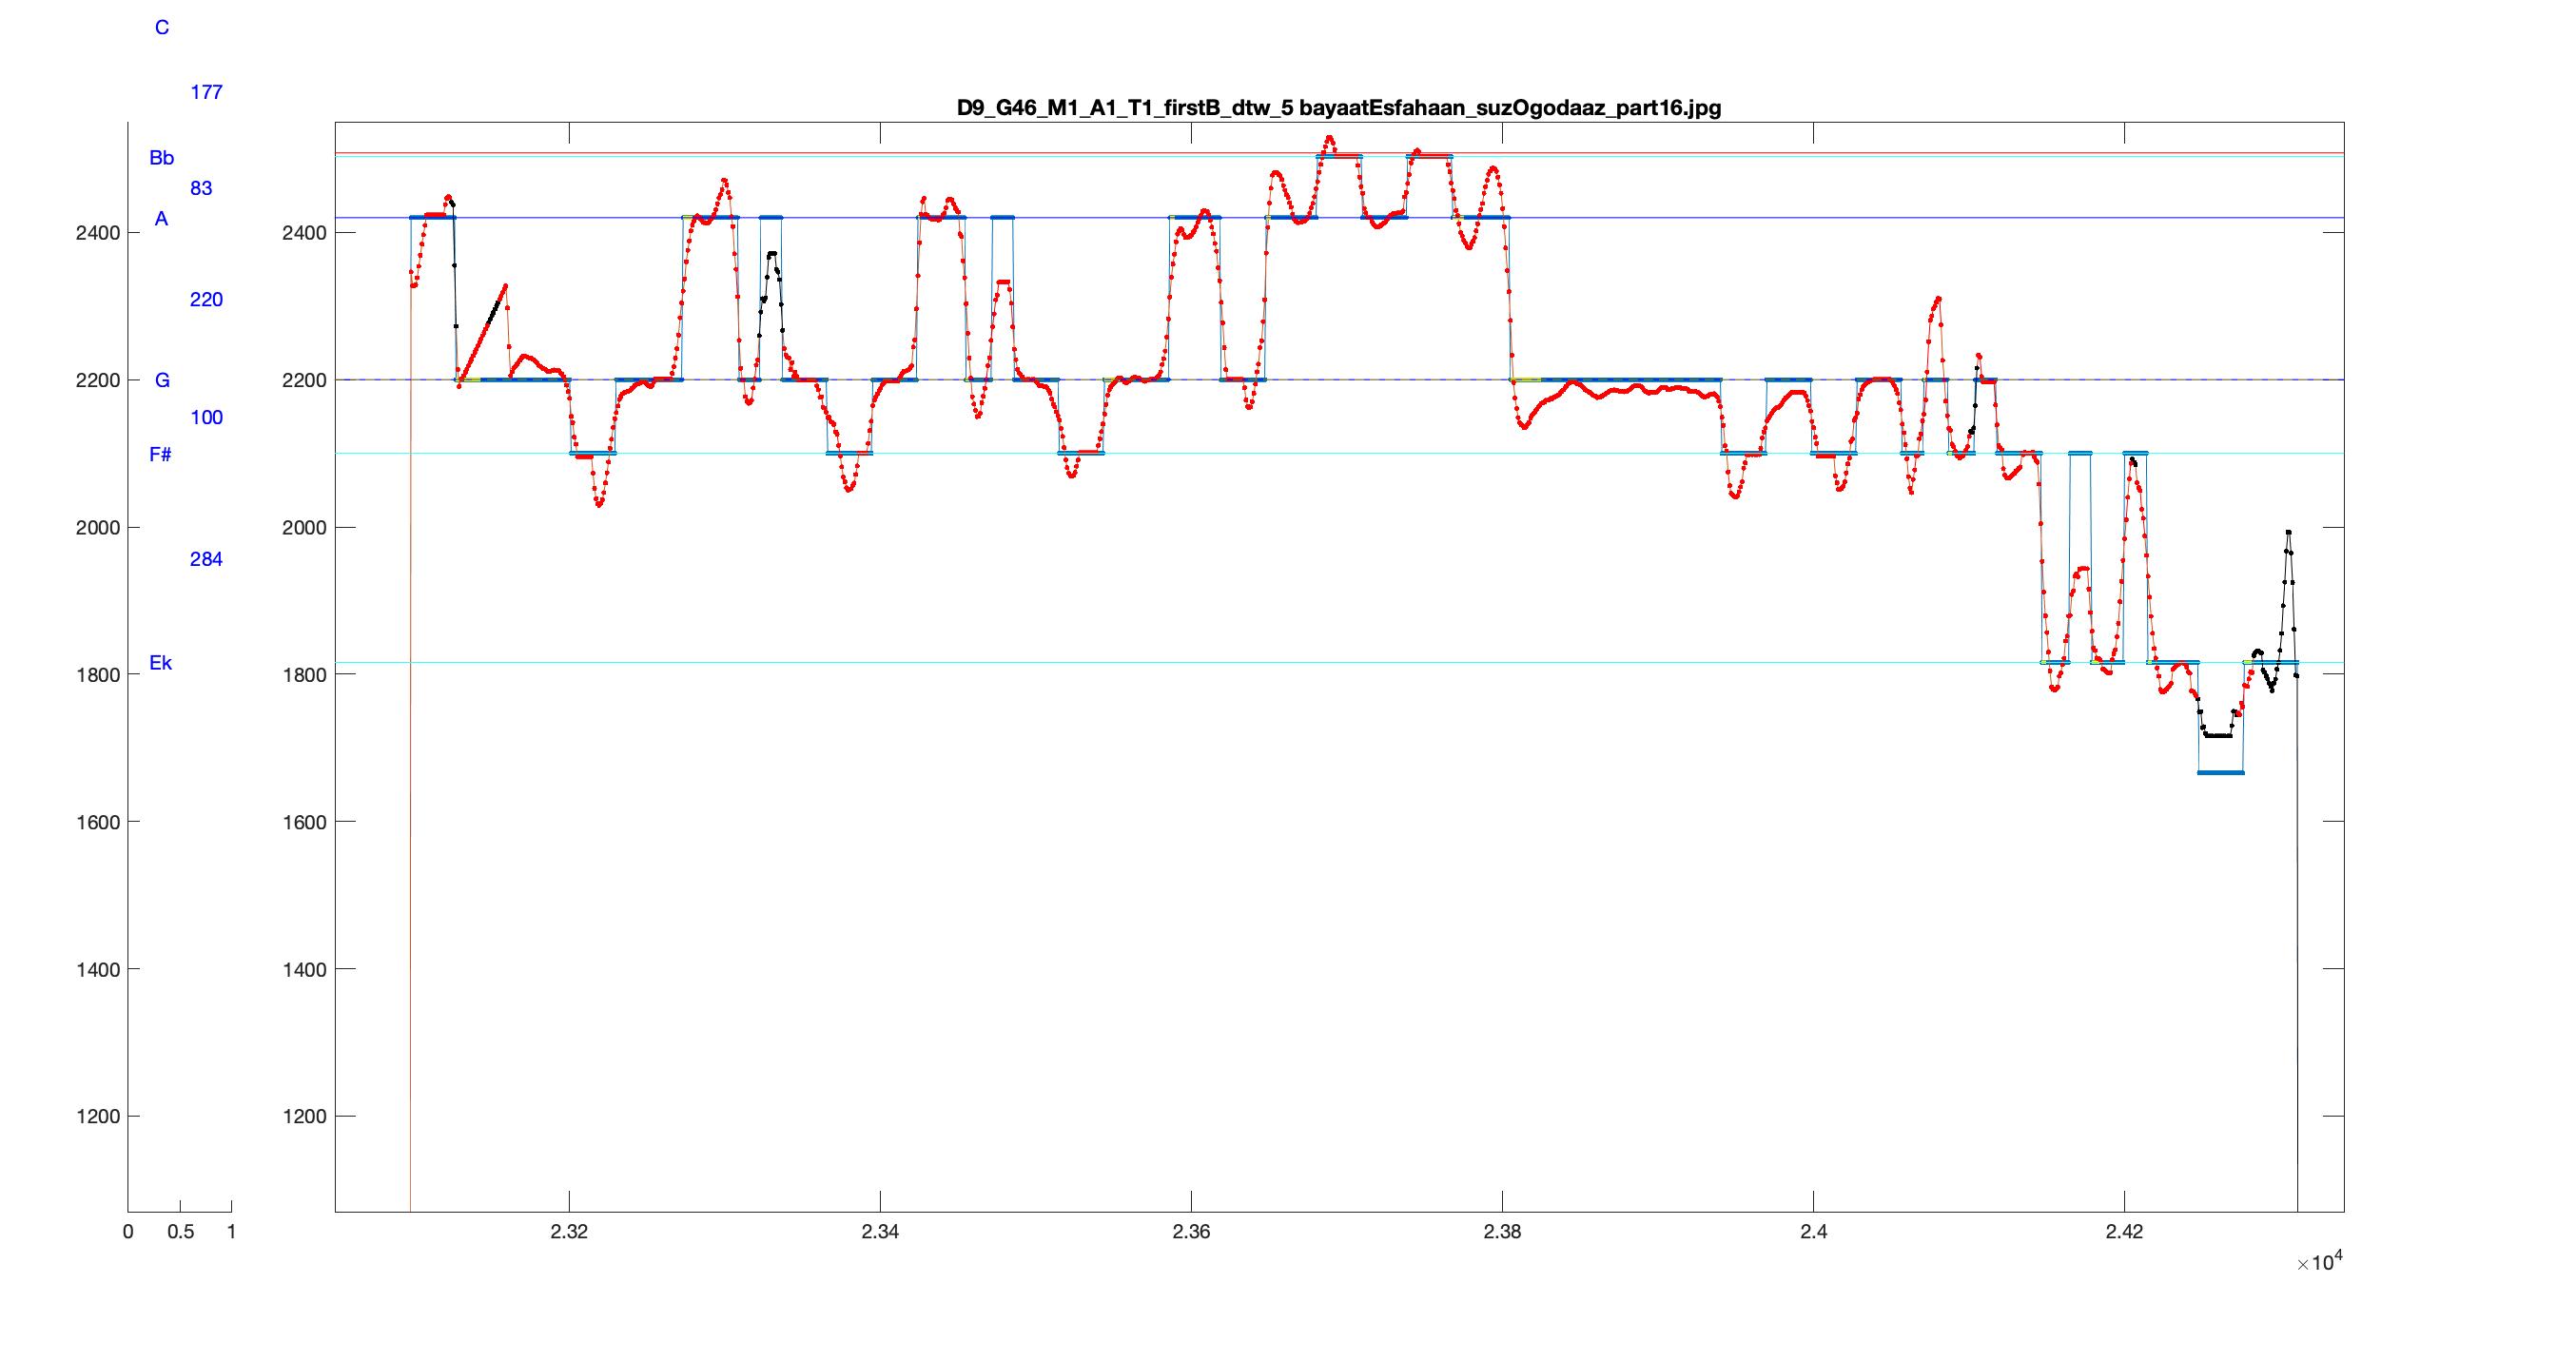 C
177
D9_G46_M1_A1_T1_firstB_dtw_5 bayaatEsfahaan_suzOgodaaz_part16.jpg
Bb
83
A
2400 2400
220
2200 G 2200
100
F#
2000 2000
284
Ek
1800 1800
1600 1600
1400 1400
1200 1200
0 0.5 1 2.32 2.34 2.36 2.38 2.4 2.42
×10⁴